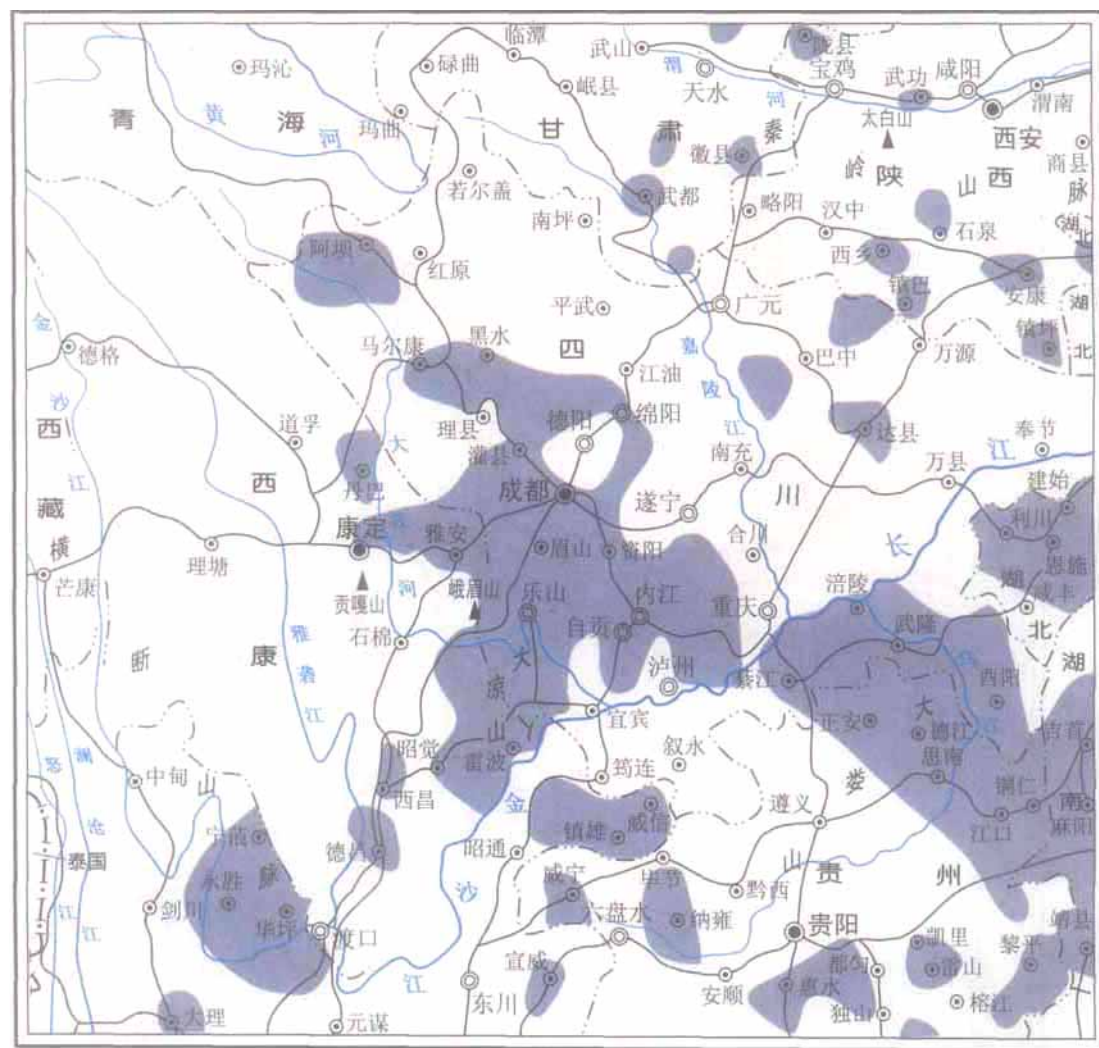 临潭
武山
陇县
玛沁
碌曲
渭
宝鸡
武功
咸阳
岷县
天水
河
渭南
黄
玛曲
太白山
西安
青
海
甘
肃
秦
河
徽县
岭
陕
山
西
商县
若尔盖
武都
脉
略阳
汉中
湖
南坪
石泉
北
阿坝
红原
西乡
安康
镇巴
湖
平武
广元
金
黑水
四
镇坪
德格
马尔康
嘉
巴中
万源
北
江油
沙
陵
西
道孚
理县
德阳
绵阳
大
江
达县
奉节
江
灌县
南充
万县
建始
江
西
丹巴
成都
川
利川
藏
遂宁
康定
雅安
合川
长
横
理塘
眉山
资阳
恩施
芒康
湖
贡嘎山
河
峨眉山
乐山
内江
重庆
涪陵
咸丰
石棉
自贡
武隆
北
断
康
雅
大
泸州
綦江
湖
砻
凉
酉阳
江
宜宾
正安
大
山
德江
吉首
怒
澜
昭觉
叙永
中甸
雷波
筠连
思南
山
西昌
金
娄
铜仁
沧
遵义
南
宁蒗
镇雄
威信
江口
麻阳
泰国
德昌
昭通
脉
威宁
毕节
山
永胜
黔西
贵
州
江
剑川
华坪
沙
六盘水
纳雍
江
渡口
贵阳
凯里
靖县
黎平
江
宣威
都匀
雷山
东川
安顺
惠水
榕江
大理
元谋
独山